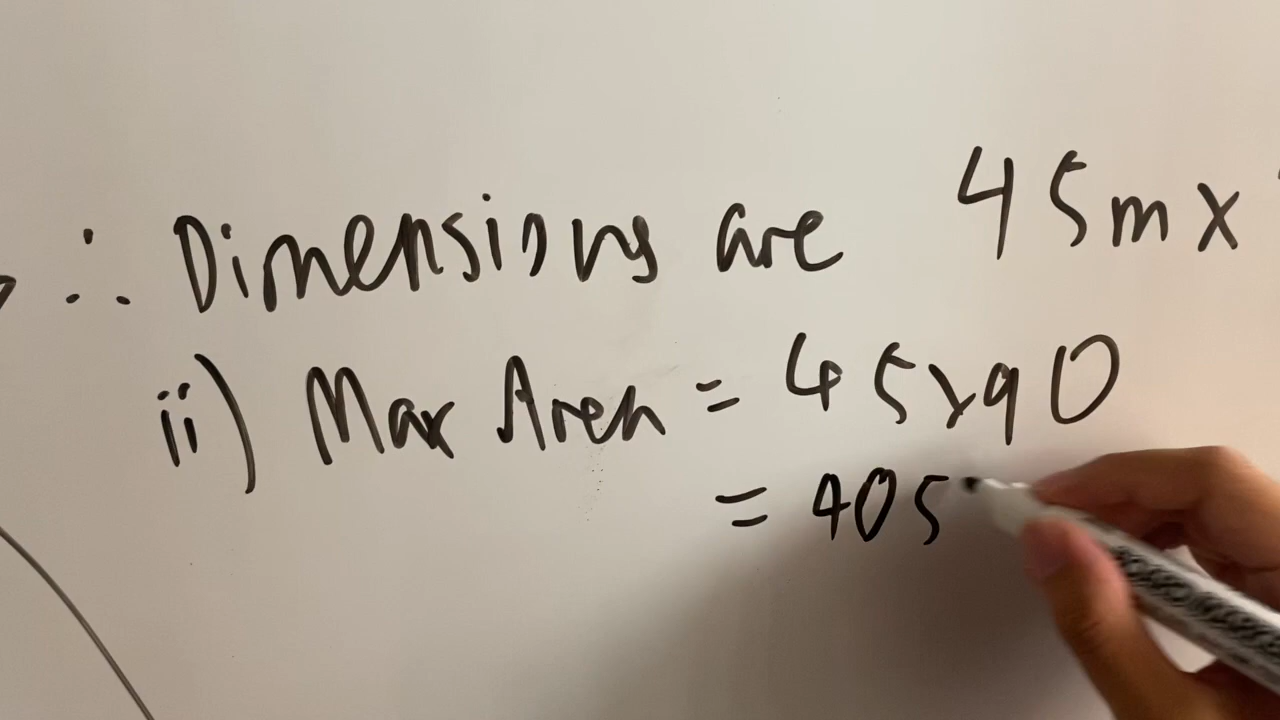 ∴ Dimensions are 45m x
ii) Max Area = 45x90
= 405